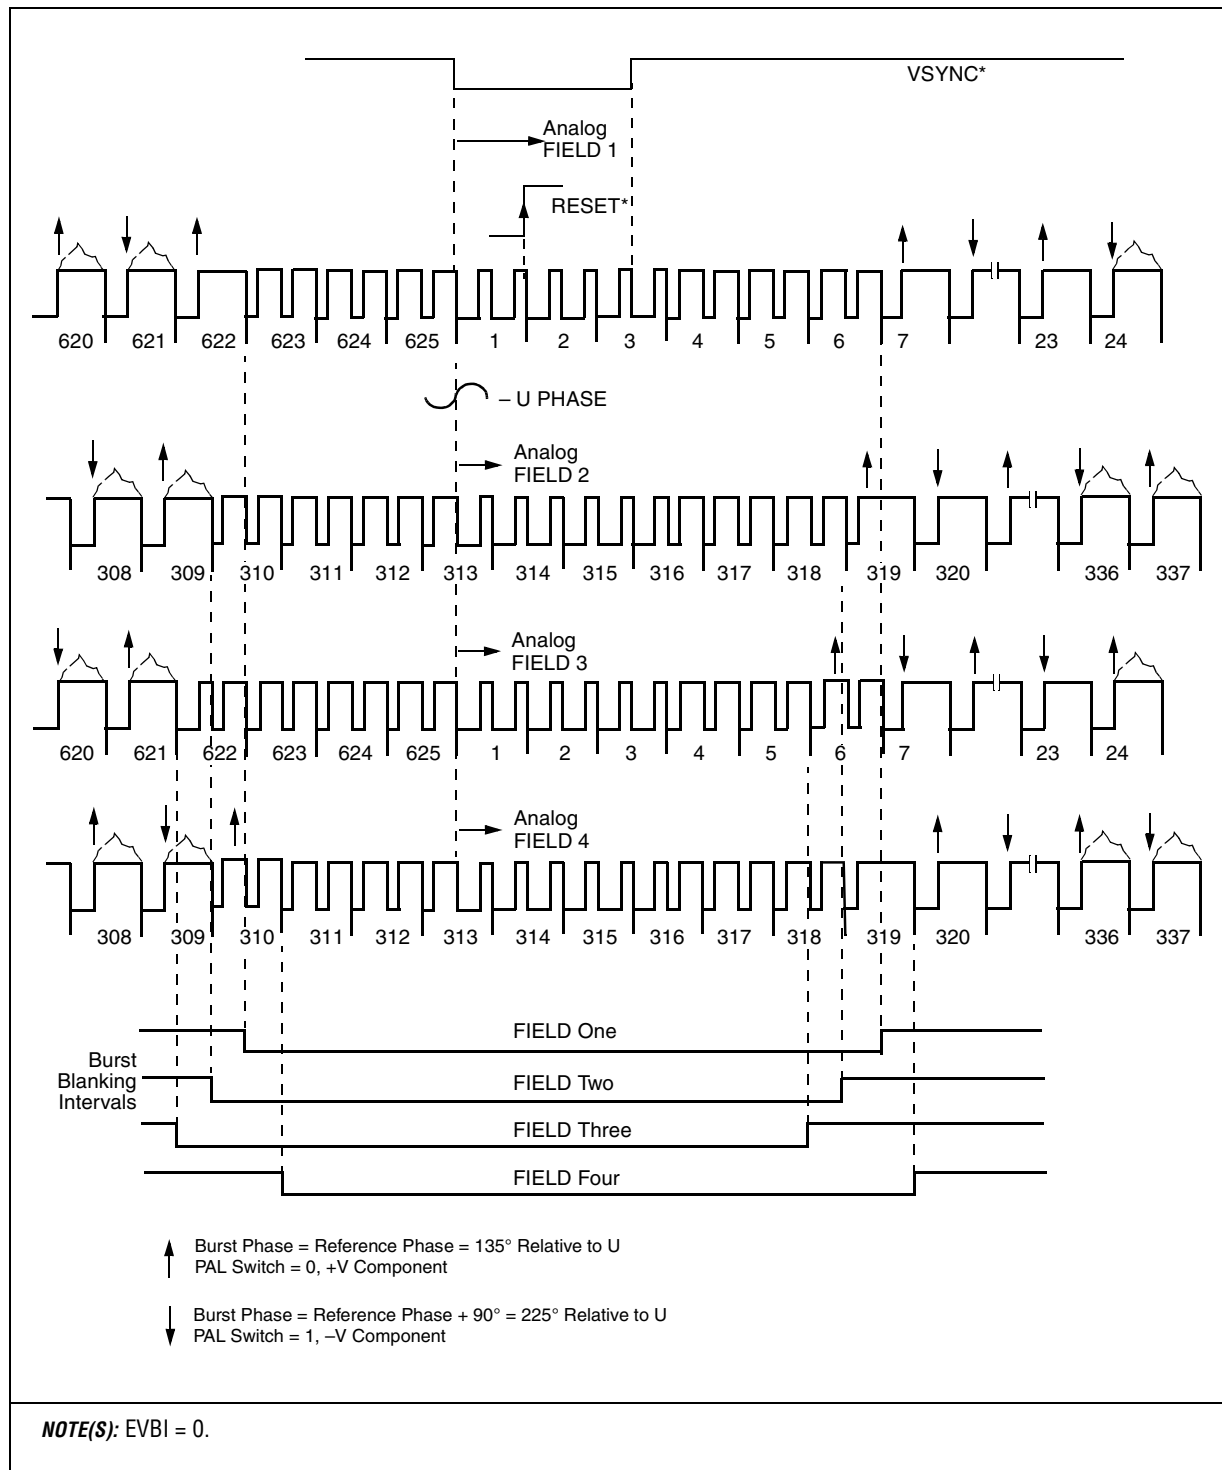 VSYNC*
Analog
FIELD 1
RESET*
620 621 622 623 624 625 1 2 3 4 5 6 7 23 24
– U PHASE
Analog
FIELD 2
308 309 310 311 312 313 314 315 316 317 318 319 320 336 337
Analog
FIELD 3
620 621 622 623 624 625 1 2 3 4 5 6 7 23 24
Analog
FIELD 4
308 309 310 311 312 313 314 315 316 317 318 319 320 336 337
FIELD One
Burst
Blanking
Intervals
FIELD Two
FIELD Three
FIELD Four
Burst Phase = Reference Phase = 135° Relative to U
PAL Switch = 0, +V Component
Burst Phase = Reference Phase + 90° = 225° Relative to U
PAL Switch = 1, –V Component
NOTE(S): EVBI = 0.